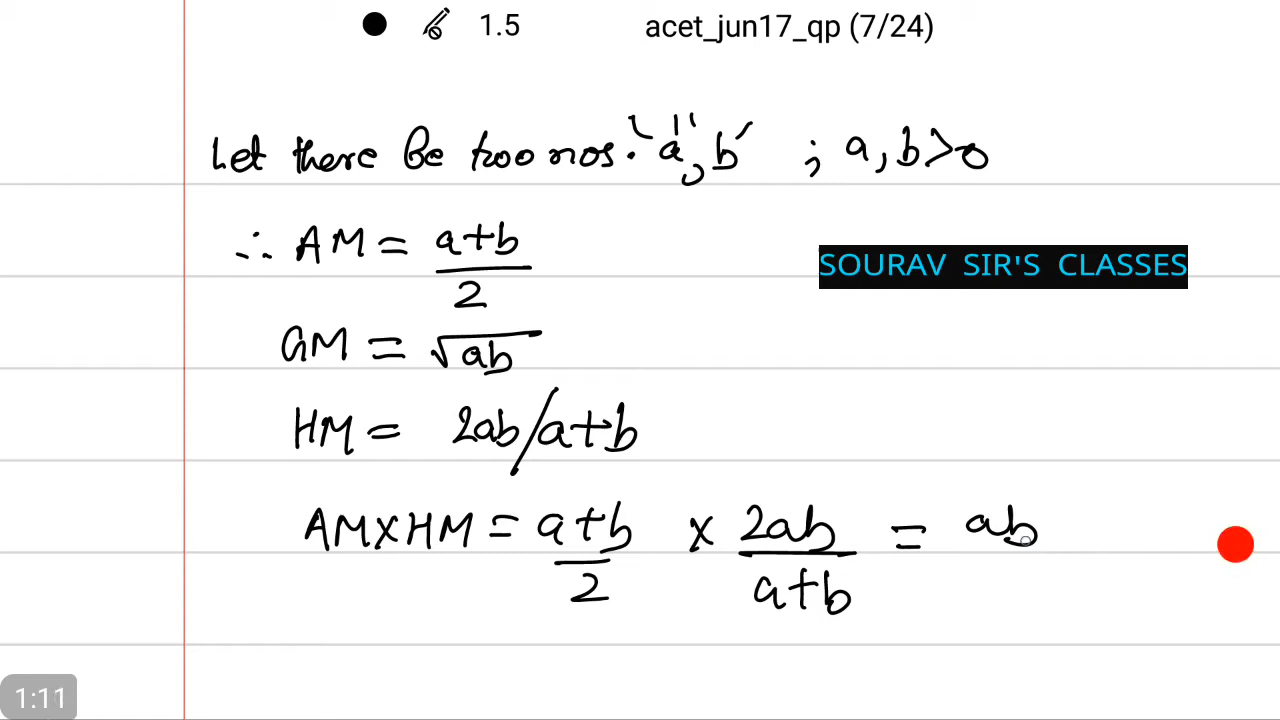 1.5 acet_jun17_qp (7/24)
Let there be two nos. 'a, b' ; a, b > 0
∴ AM = a+b/2
SOURAV SIR'S CLASSES
GM = √ab
HM = 2ab/a+b
AM×HM = a+b/2 × 2ab/a+b = ab
1:11